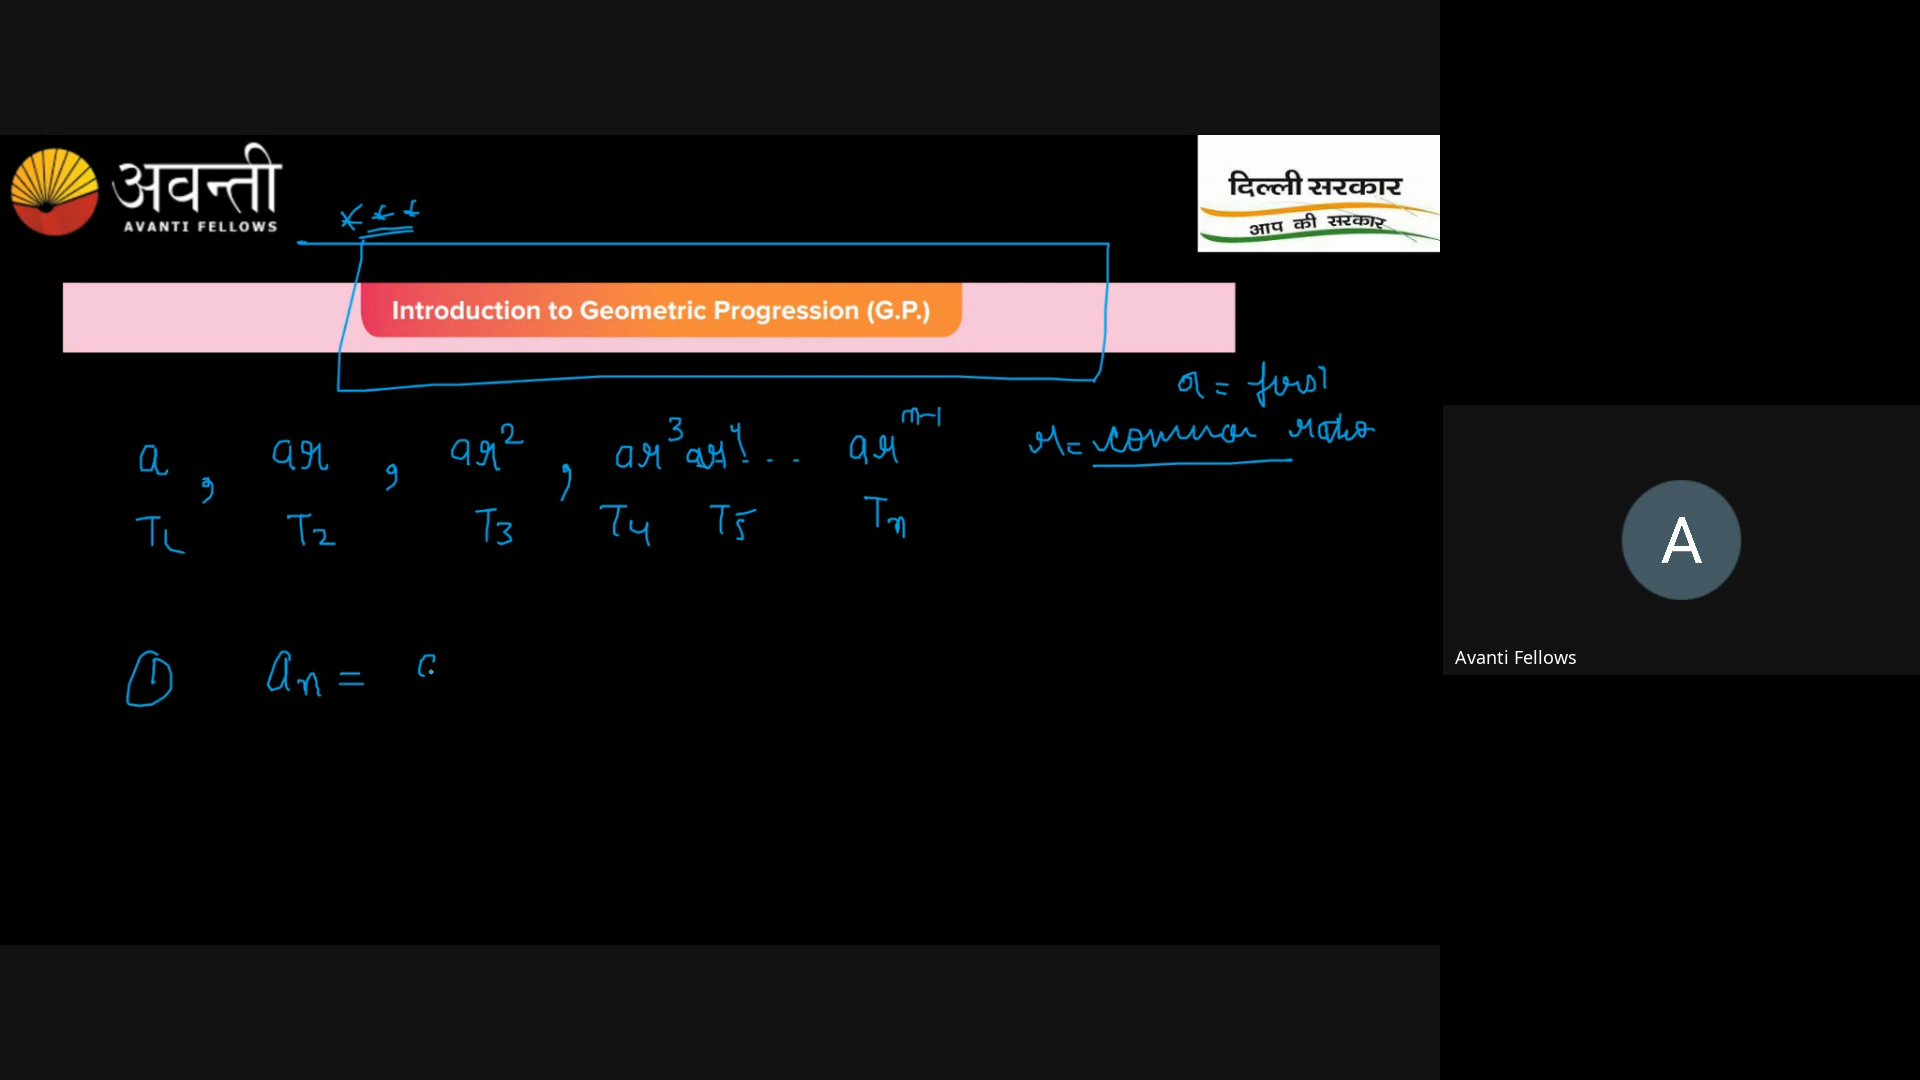 अवन्ती
AVANTI FELLOWS
दिल्ली सरकार
आप की सरकार
***
Introduction to Geometric Progression (G.P.)
a = first
r = common ratio
a , ar , ar² , ar³ ar⁴ ... arⁿ⁻¹
T1 T2 T3 T4 T5 Tn
① an =
A
Avanti Fellows